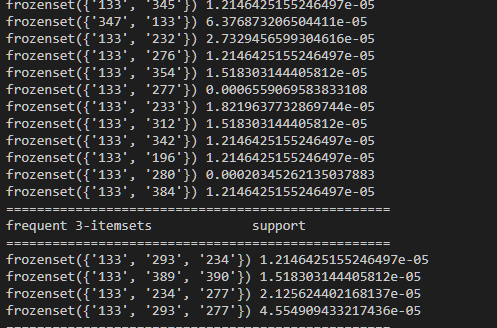 frozenset({'133', '345'}) 1.2146425155246497e-05
frozenset({'347', '133'}) 6.376873206504411e-05
frozenset({'133', '232'}) 2.7329456599304616e-05
frozenset({'133', '276'}) 1.2146425155246497e-05
frozenset({'133', '354'}) 1.518303144405812e-05
frozenset({'133', '277'}) 0.0006559069583833108
frozenset({'133', '233'}) 1.8219637732869744e-05
frozenset({'133', '312'}) 1.518303144405812e-05
frozenset({'133', '342'}) 1.2146425155246497e-05
frozenset({'133', '196'}) 1.2146425155246497e-05
frozenset({'133', '280'}) 0.00020345262135037883
frozenset({'133', '384'}) 1.2146425155246497e-05
================================================
frequent 3-itemsets             support
================================================
frozenset({'133', '293', '234'}) 1.2146425155246497e-05
frozenset({'133', '389', '390'}) 1.518303144405812e-05
frozenset({'133', '234', '277'}) 2.125624402168137e-05
frozenset({'133', '293', '277'}) 4.554909433217436e-05